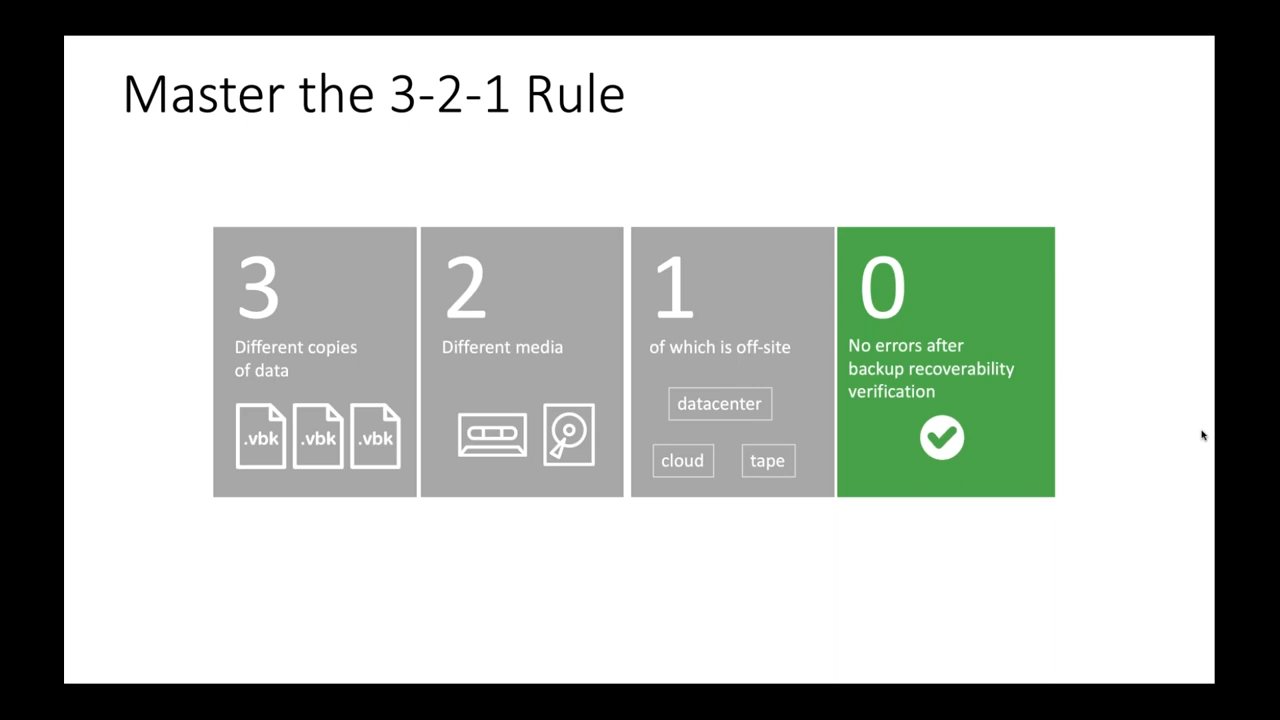 Master the 3-2-1 Rule
3
Different copies
of data
.vbk
.vbk
.vbk
2
Different media
1
of which is off-site
datacenter
cloud
tape
0
No errors after
backup recoverability
verification